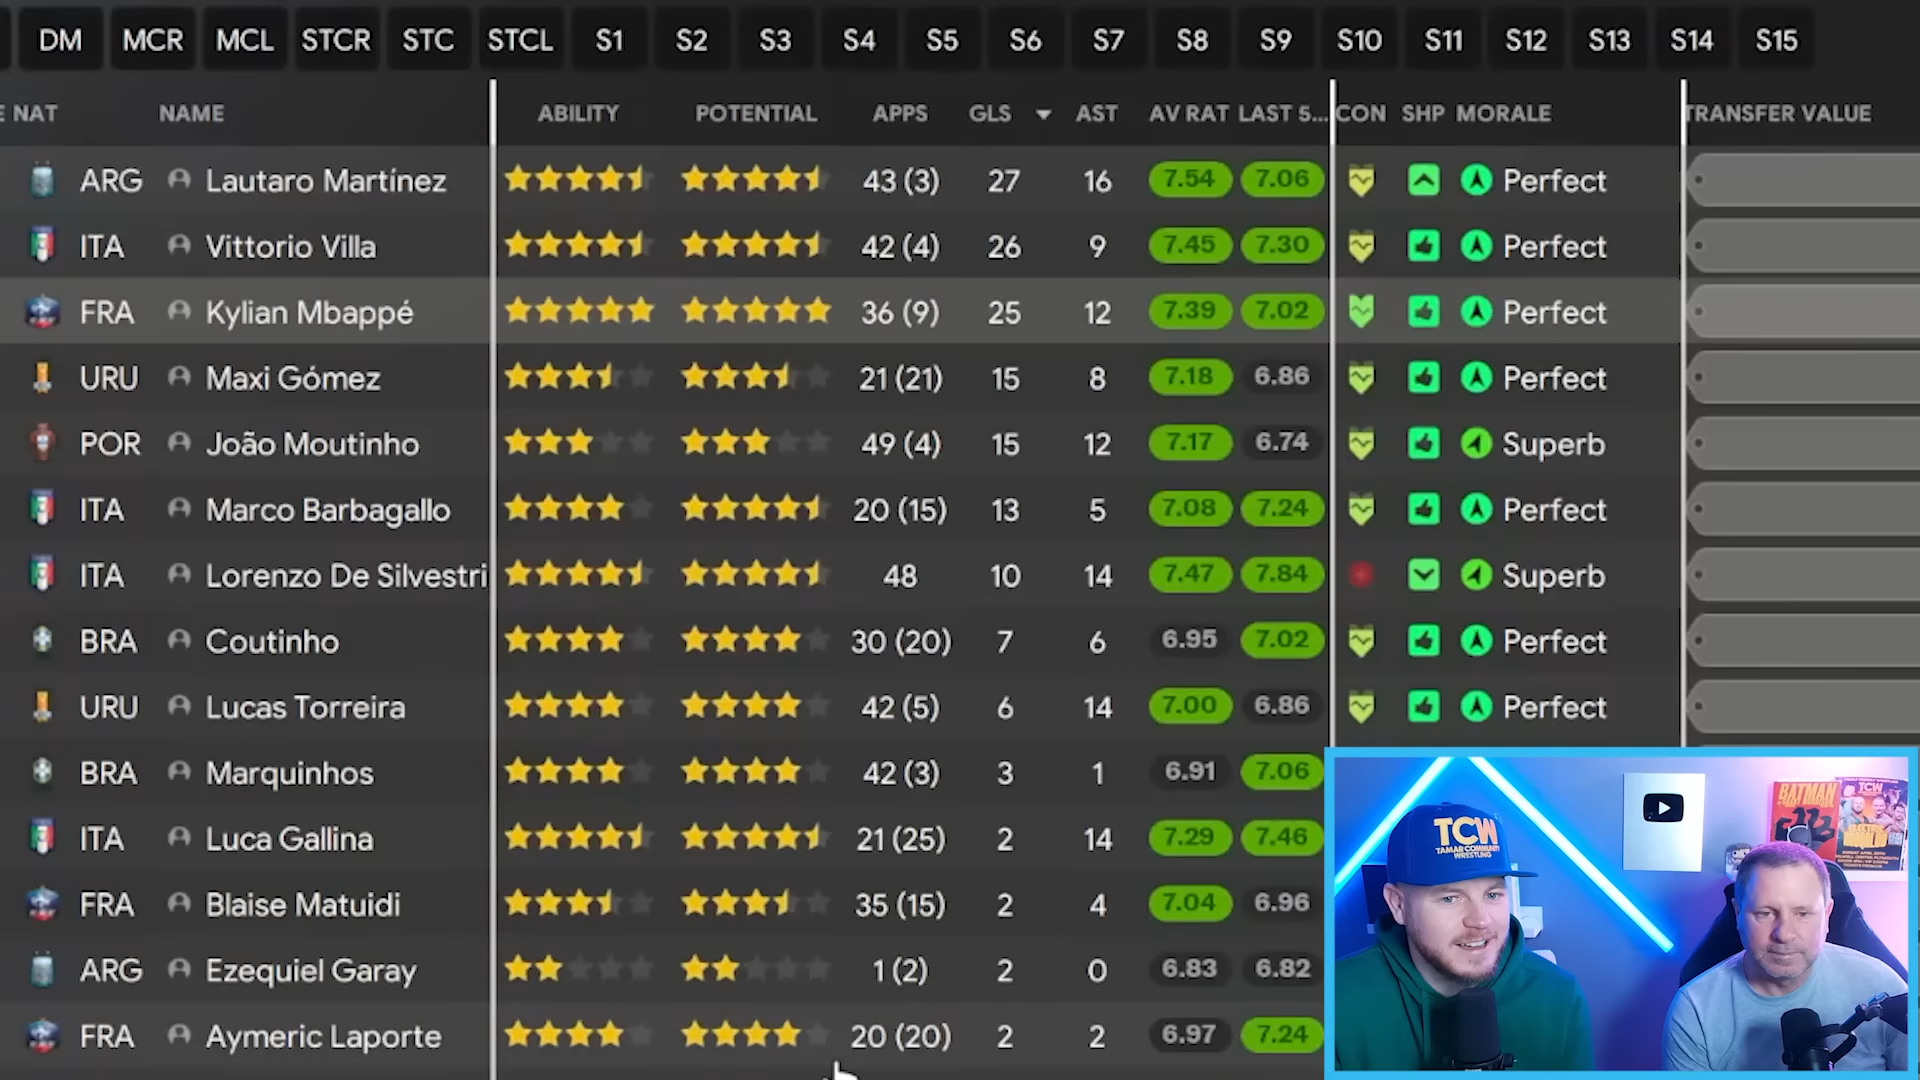 DM MCR MCL STCR STC STCL S1 S2 S3 S4 S5 S6 S7 S8 S9 S10 S11 S12 S13 S14 S15
E NAT NAME ABILITY POTENTIAL APPS GLS AST AV RAT LAST 5... CON SHP MORALE TRANSFER VALUE
ARG Lautaro Martínez 43 (3) 27 16 7.54 7.06 Perfect
ITA Vittorio Villa 42 (4) 26 9 7.45 7.30 Perfect
FRA Kylian Mbappé 36 (9) 25 12 7.39 7.02 Perfect
URU Maxi Gómez 21 (21) 15 8 7.18 6.86 Perfect
POR João Moutinho 49 (4) 15 12 7.17 6.74 Superb
ITA Marco Barbagallo 20 (15) 13 5 7.08 7.24 Perfect
ITA Lorenzo De Silvestri 48 10 14 7.47 7.84 Superb
BRA Coutinho 30 (20) 7 6 6.95 7.02 Perfect
URU Lucas Torreira 42 (5) 6 14 7.00 6.86 Perfect
BRA Marquinhos 42 (3) 3 1 6.91 7.06
ITA Luca Gallina 21 (25) 2 14 7.29 7.46
FRA Blaise Matuidi 35 (15) 2 4 7.04 6.96
ARG Ezequiel Garay 1 (2) 2 0 6.83 6.82
FRA Aymeric Laporte 20 (20) 2 2 6.97 7.24
TCW
TAMAR COMMUNITY
WRESTLING
BATMAN
TCW